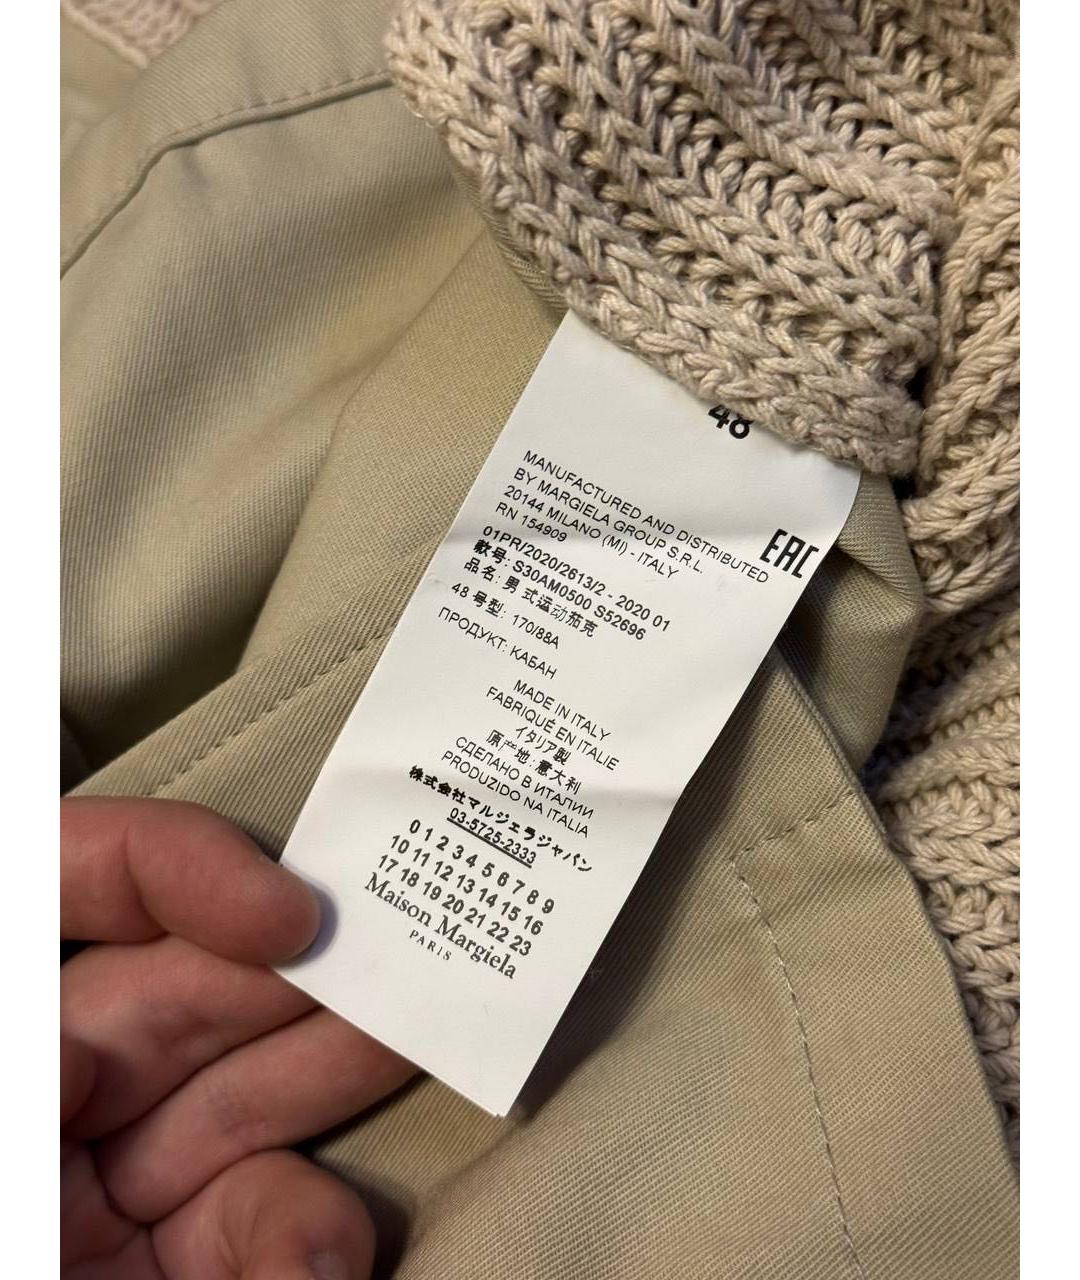 48
MANUFACTURED AND DISTRIBUTED
BY MARGIELA GROUP S.R.L.
20144 MILANO (MI) - ITALY
RN 154909
EAC
01PR/2020/2613/2 - 2020 01
款号: S30AM0500 S52696
品名: 男式运动茄克
48 号型: 170/88A
ПРОДУКТ: КАБАН
MADE IN ITALY
FABRIQUÉ EN ITALIE
イタリア製
原产地: 意大利
СДЕЛАНО В ИТАЛИИ
PRODUZIDO NA ITALIA
株式会社マルジェラジャパン
03-5725-2333
0 1 2 3 4 5 6 7 8 9
10 11 12 13 14 15 16
17 18 19 20 21 22 23
Maison Margiela
PARIS